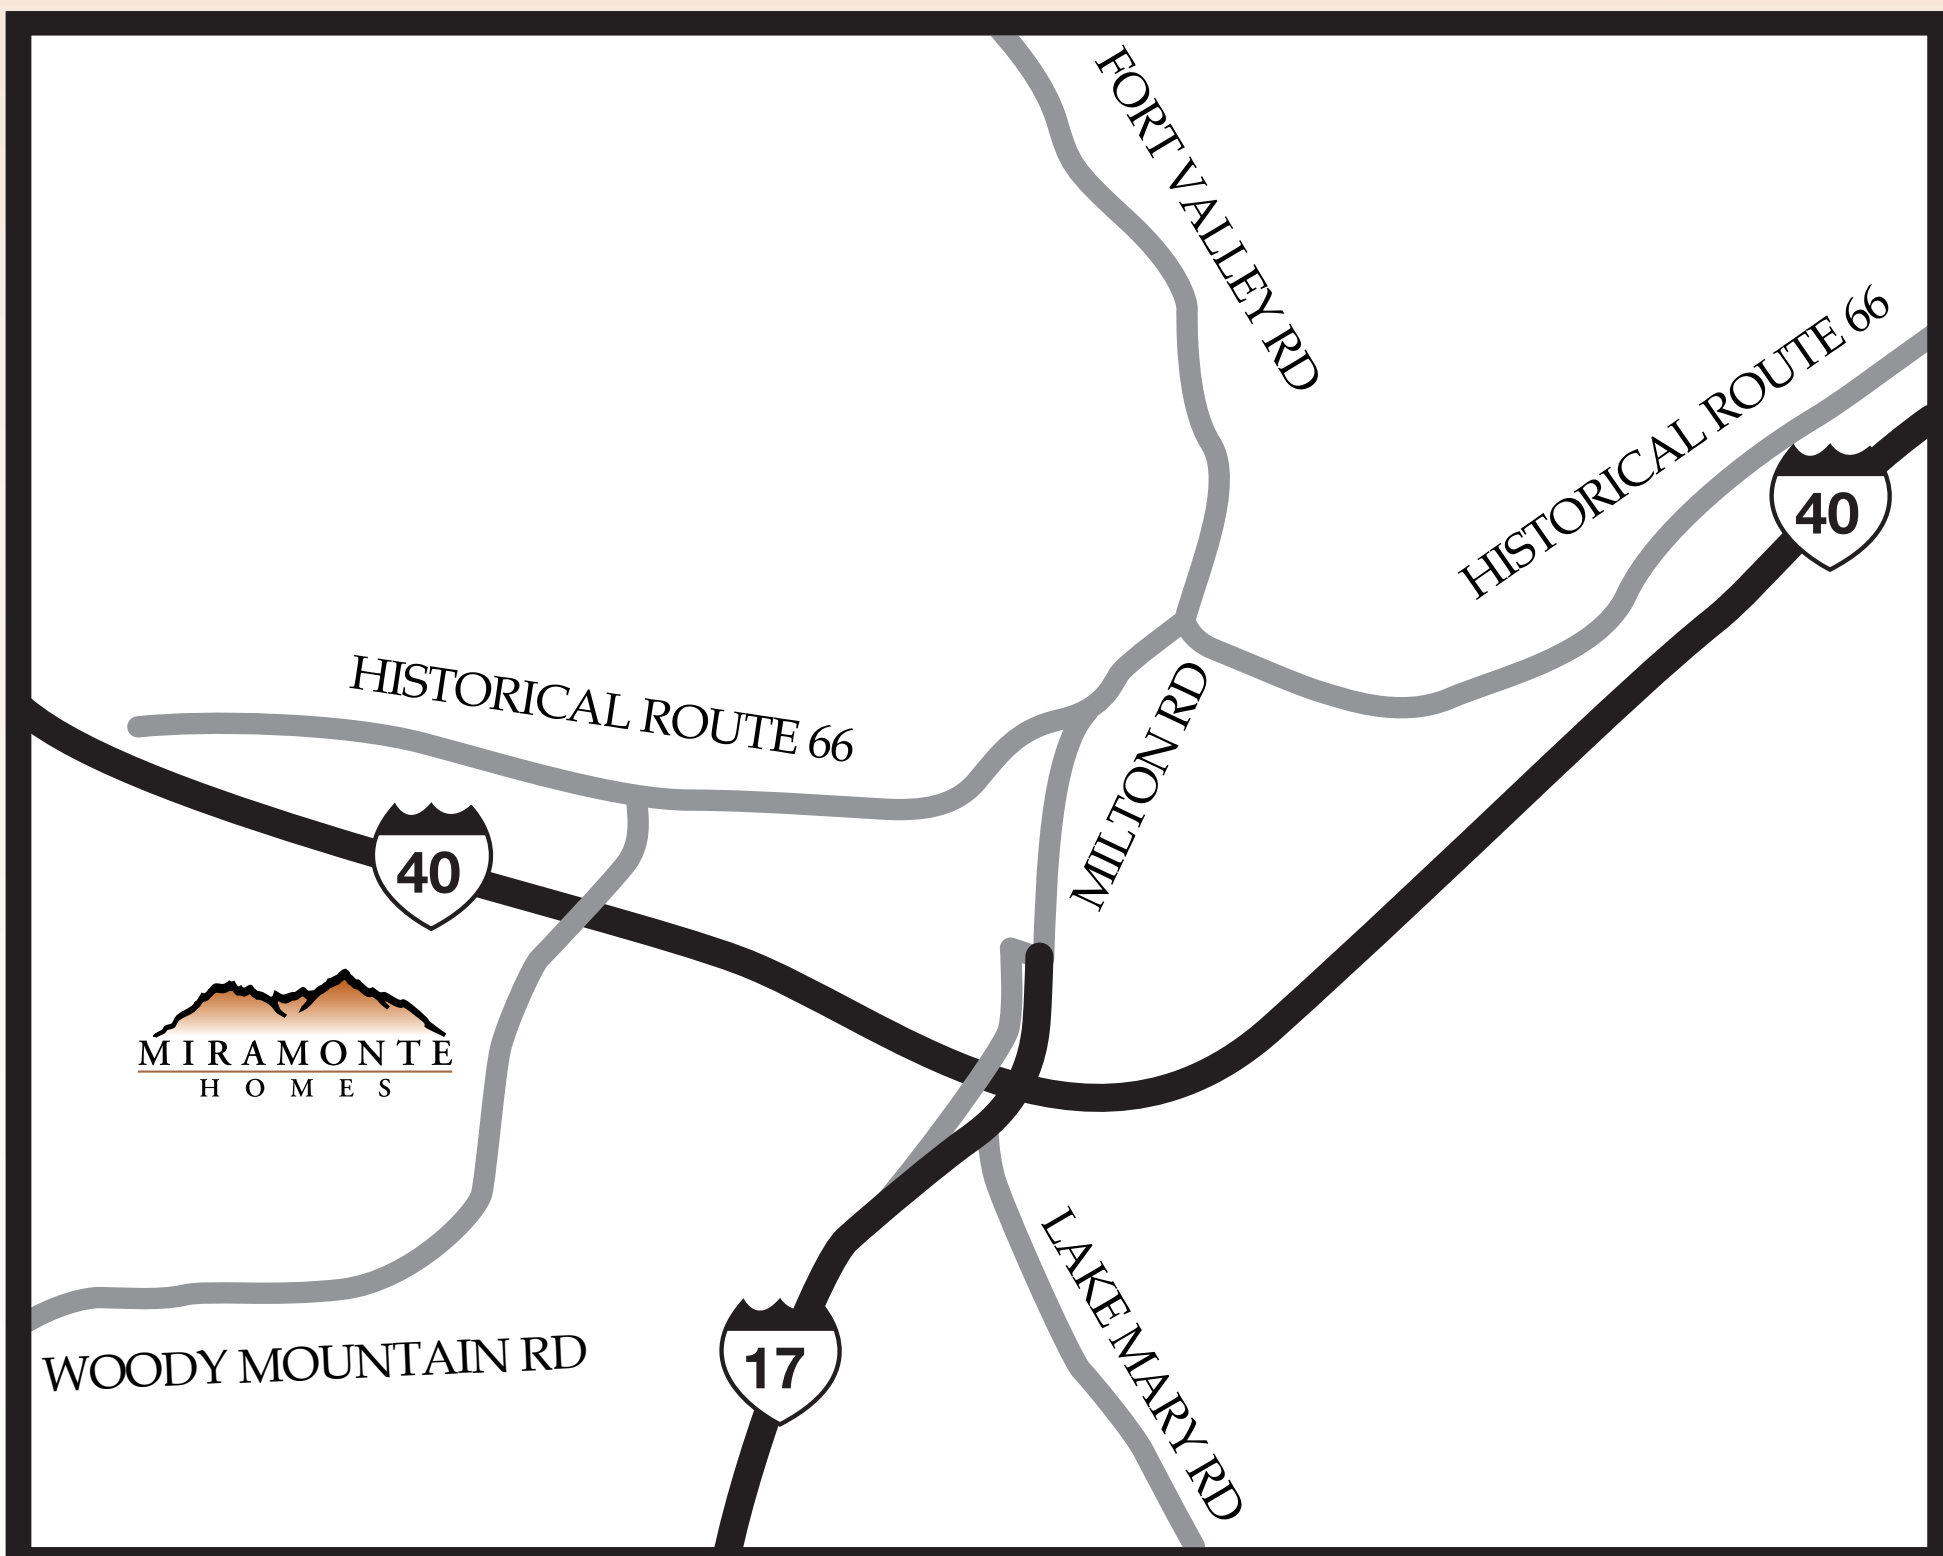 FORT VALLEY RD
HISTORICAL ROUTE 66
40
HISTORICAL ROUTE 66
MILTON RD
40
MIRAMONTE
HOMES
LAKE MARY RD
WOODY MOUNTAIN RD
17